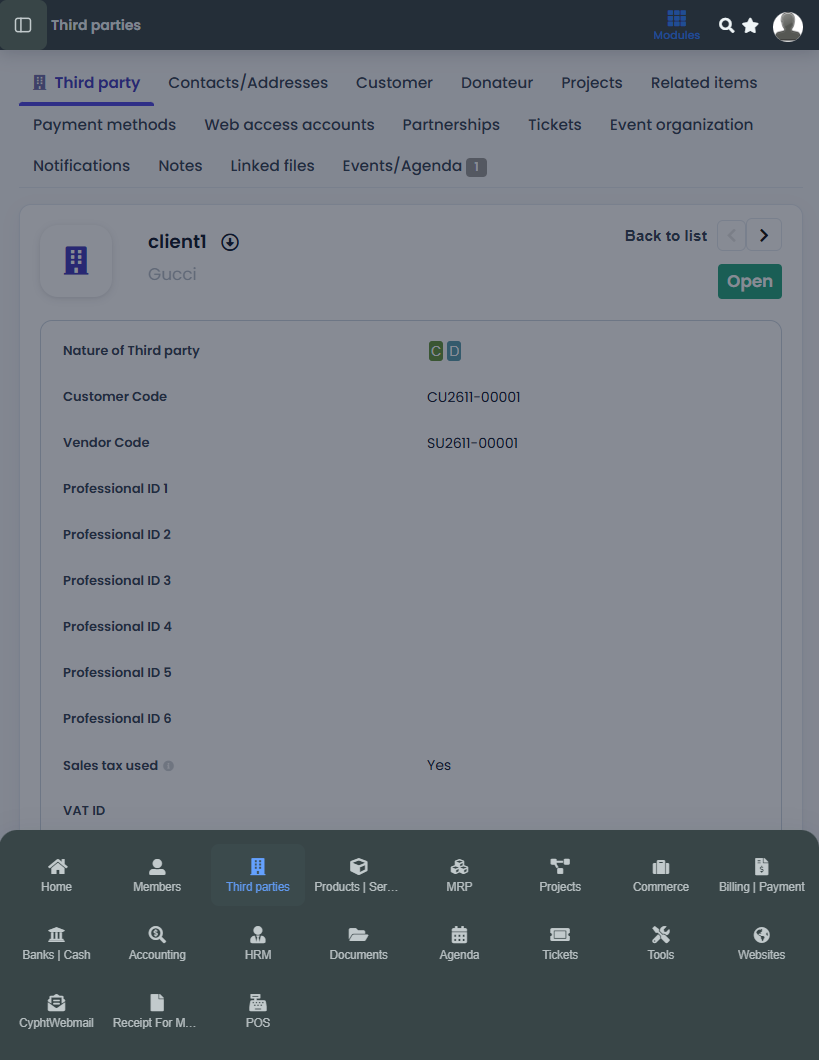 Third parties
Modules
Third party Contacts/Addresses Customer Donateur Projects Related items
Payment methods Web access accounts Partnerships Tickets Event organization
Notifications Notes Linked files Events/Agenda 1
client1 Back to list
Gucci
Open
Nature of Third party C D
Customer Code CU2611-00001
Vendor Code SU2611-00001
Professional ID 1
Professional ID 2
Professional ID 3
Professional ID 4
Professional ID 5
Professional ID 6
Sales tax used Yes
VAT ID
Home Members Third parties Products | Ser... MRP Projects Commerce Billing | Payment
Banks | Cash Accounting HRM Documents Agenda Tickets Tools Websites
CyphtWebmail Receipt For M... POS